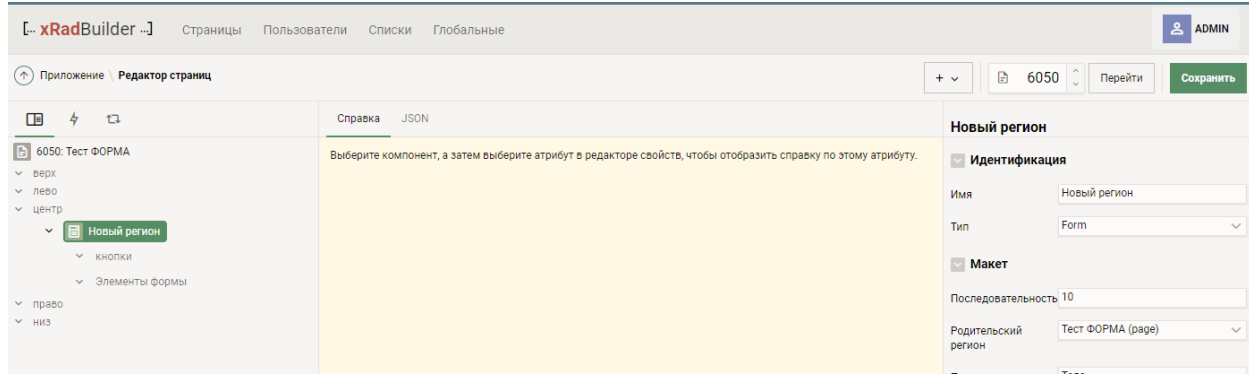 [... xRadBuilder ...] Страницы Пользователи Списки Глобальные ADMIN
Приложение \ Редактор страниц + 6050 Перейти Сохранить
Справка JSON
Новый регион
6050: Тест ФОРМА
Выберите компонент, а затем выберите атрибут в редакторе свойств, чтобы отобразить справку по этому атрибуту.
Идентификация
верх
лево
Имя Новый регион
центр
Новый регион
Тип Form
кнопки
Макет
Элементы формы
право
Последовательность 10
низ
Родительский регион Тест ФОРМА (page)